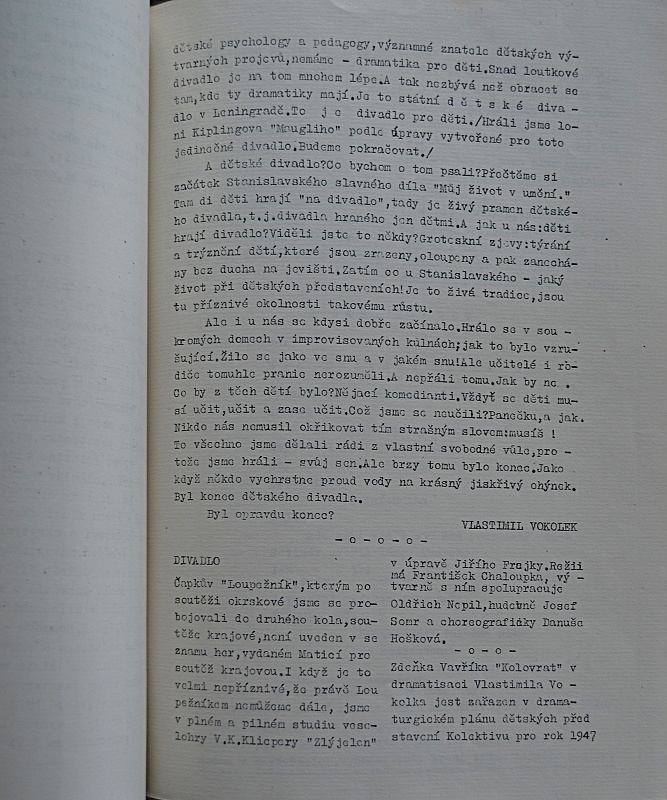 dětské psychology a pedagogy,významné znatele dětských vý-
tvarných projevů,nemáme - dramatika pro děti.Snad loutkové
divadlo je na tom mnohem lépe.A tak nezbývá než obracet se
tam,kde ty dramatiky mají.Je to státní d ě t s k é diva -
dlo v Leningradě.To j e divadlo pro děti./Hráli jsme lo-
ni Kiplingova "Mougliho" podle úpravy vytvořené pro toto
jedinečné divadlo.Budeme pokračovat./
A dětské divadlo?Co bychom o tom psali?Přečtěme si
začátek Stanislavského slavného díla "Můj život v umění."
Tam di děti hrají "na divadlo",tady je živý pramen dětské-
ho divadla,t.j.divadla hraného jen dětmi.A jak u nás:děti
hrají divadlo?Viděli jste to někdy?Groteskní zjevy:týrání
a trýznění dětí,které jsou zrazeny,oloupeny a pak zanechá-
ny bez ducha na jevišti.Zatím co u Stanislavského - jaký
život při dětských představeních!Je to živá tradice,jsou
tu příznivé okolnosti takovému růstu.
Ale i u nás se kdysi dobře začínalo.Hrálo se v sou -
kromých domech v improvisovaných kůlnách;jak to bylo vzru-
šující.Žilo se jako ve snu a v jakém snu!Ale učitelé i ro-
diče tomuhle pranic nerozuměli.A nepřáli tomu.Jak by ne .
Co by z těch dětí bylo?Nějací komedianti.Vždyť se děti mu-
sí učit,učit a zase učit.Což jsme se neučili?Panečku,a jak.
Nikdo nás nemusil okřikovat tím strašným slovem:musíš !
To všechno jsme dělali rádi z vlastní svobodné vůle,pro -
tože jsme hráli - svůj sen.Ale brzy tomu bylo konec.Jako
když někdo vychrstne proud vody na krásný jiskřivý ohýnek.
Byl konec dětského divadla.
Byl opravdu konec?
VLASTIMIL VOKOLEK
- o - o - o -
DIVADLO
Čapkův "Loupežník",kterým po
soutěži okrskové jsme se pro-
bojovali do druhého kola,sou-
těže krajové,není uveden v se
znamu her,vydaném Maticí pro
soutěž krajovou.I když je to
velmi nepříznivé,že právě Lou
pežníkem nemůžeme dále, jsme
v plném a pilném studiu vese-
lohry V.K.Klicpery "Zlýjelen"
v úpravě Jiřího Frejky.Režii
má František Chaloupka, vý -
tvarně s ním spolupracuje
Oldřich Nepil,hudebně Josef
Somr a choreografidky Danuše
Hošková.
- o - o -
Zdeňka Vavříka "Kolovrat" v
dramatisaci Vlastimila Vo -
kolka jest zařazen v drama-
turgickém plánu dětských před
stavení Kolektivu pro rok 1947